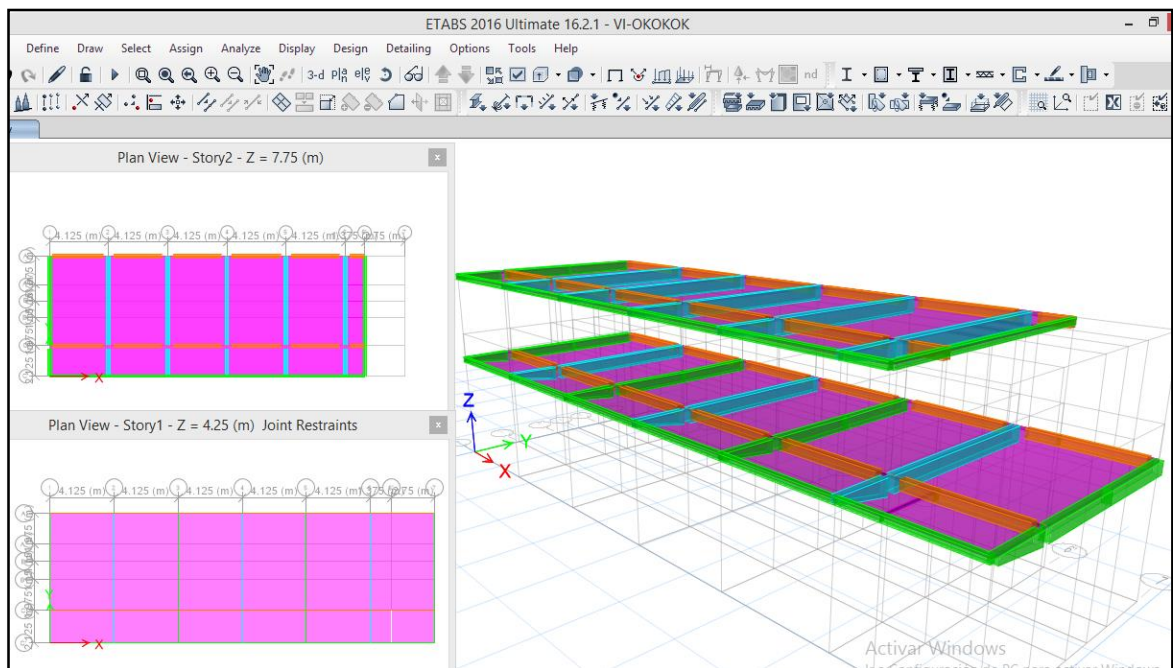 ETABS 2016 Ultimate 16.2.1 - VI-OKOKOK
Define Draw Select Assign Analyze Display Design Detailing Options Tools Help
3-d nd
Plan View - Story2 - Z = 7.75 (m)
4.125 (m) 4.125 (m) 4.125 (m) 4.125 (m) 4.125 (m)
X
Plan View - Story1 - Z = 4.25 (m) Joint Restraints
4.125 (m) 4.125 (m) 4.125 (m) 4.125 (m) 4.125 (m)
Y
X
Z
Y
X
Activar Windows